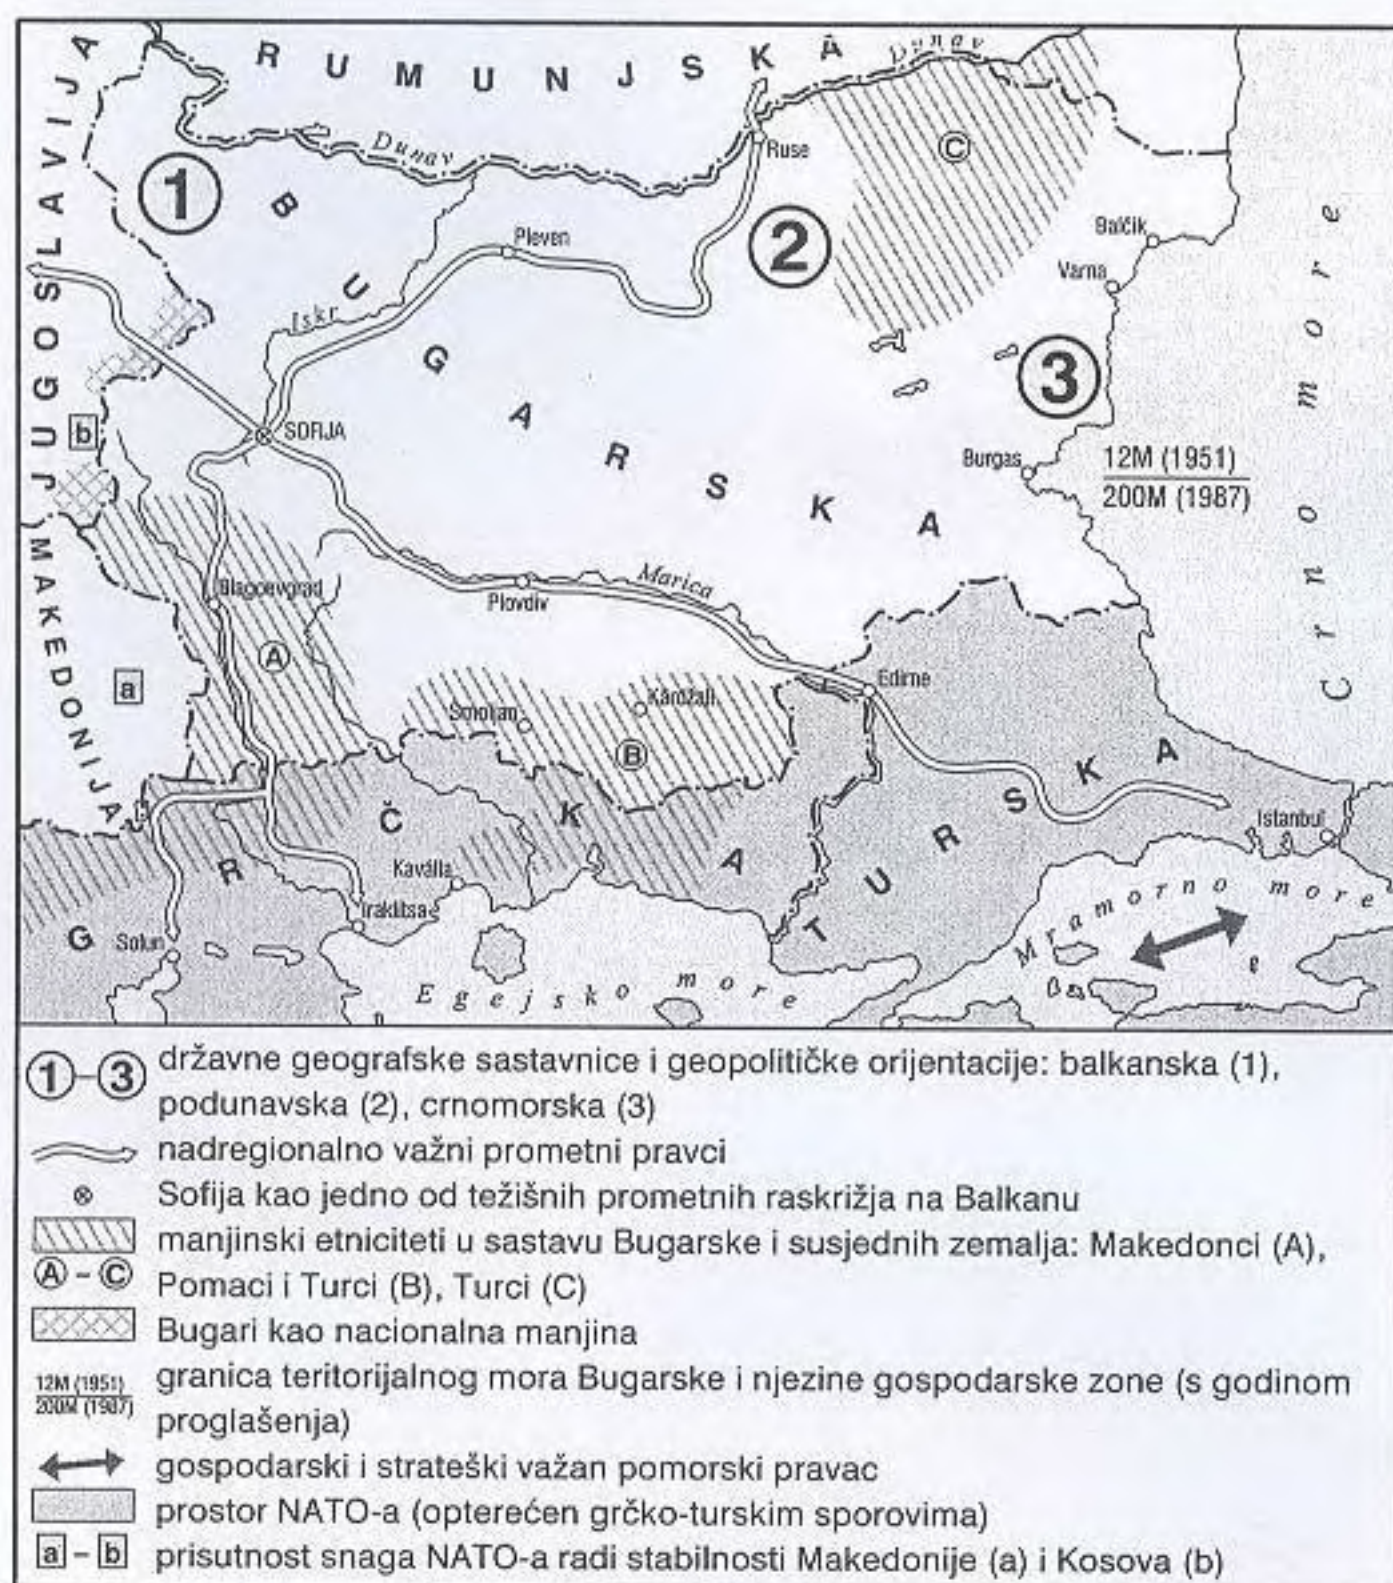 RUMUNJSKA
Dunav
JUGOSLAVIJA
Dunav
Ruse
C
1
BUGARSKA
2
Pleven
Balčik
Varna
Iskr
3
b
SOFIJA
Burgas
12M (1951)
200M (1987)
Crno more
MAKEDONIJA
Blagoevgrad
Plovdiv
Marica
A
a
Edirne
Smoljan
Kârdžali
B
TURSKA
Istanbul
GRČKA
Kaválla
Iraklitsa
Solun
Egejsko more
Mramorno more
1–3 državne geografske sastavnice i geopolitičke orijentacije: balkanska (1),
podunavska (2), crnomorska (3)
nadregionalno važni prometni pravci
Sofija kao jedno od težišnih prometnih raskrižja na Balkanu
manjinski etniciteti u sastavu Bugarske i susjednih zemalja: Makedonci (A),
A – C Pomaci i Turci (B), Turci (C)
Bugari kao nacionalna manjina
12M (1951) granica teritorijalnog mora Bugarske i njezine gospodarske zone (s godinom
200M (1987) proglašenja)
gospodarski i strateški važan pomorski pravac
prostor NATO-a (opterećen grčko-turskim sporovima)
a – b prisutnost snaga NATO-a radi stabilnosti Makedonije (a) i Kosova (b)